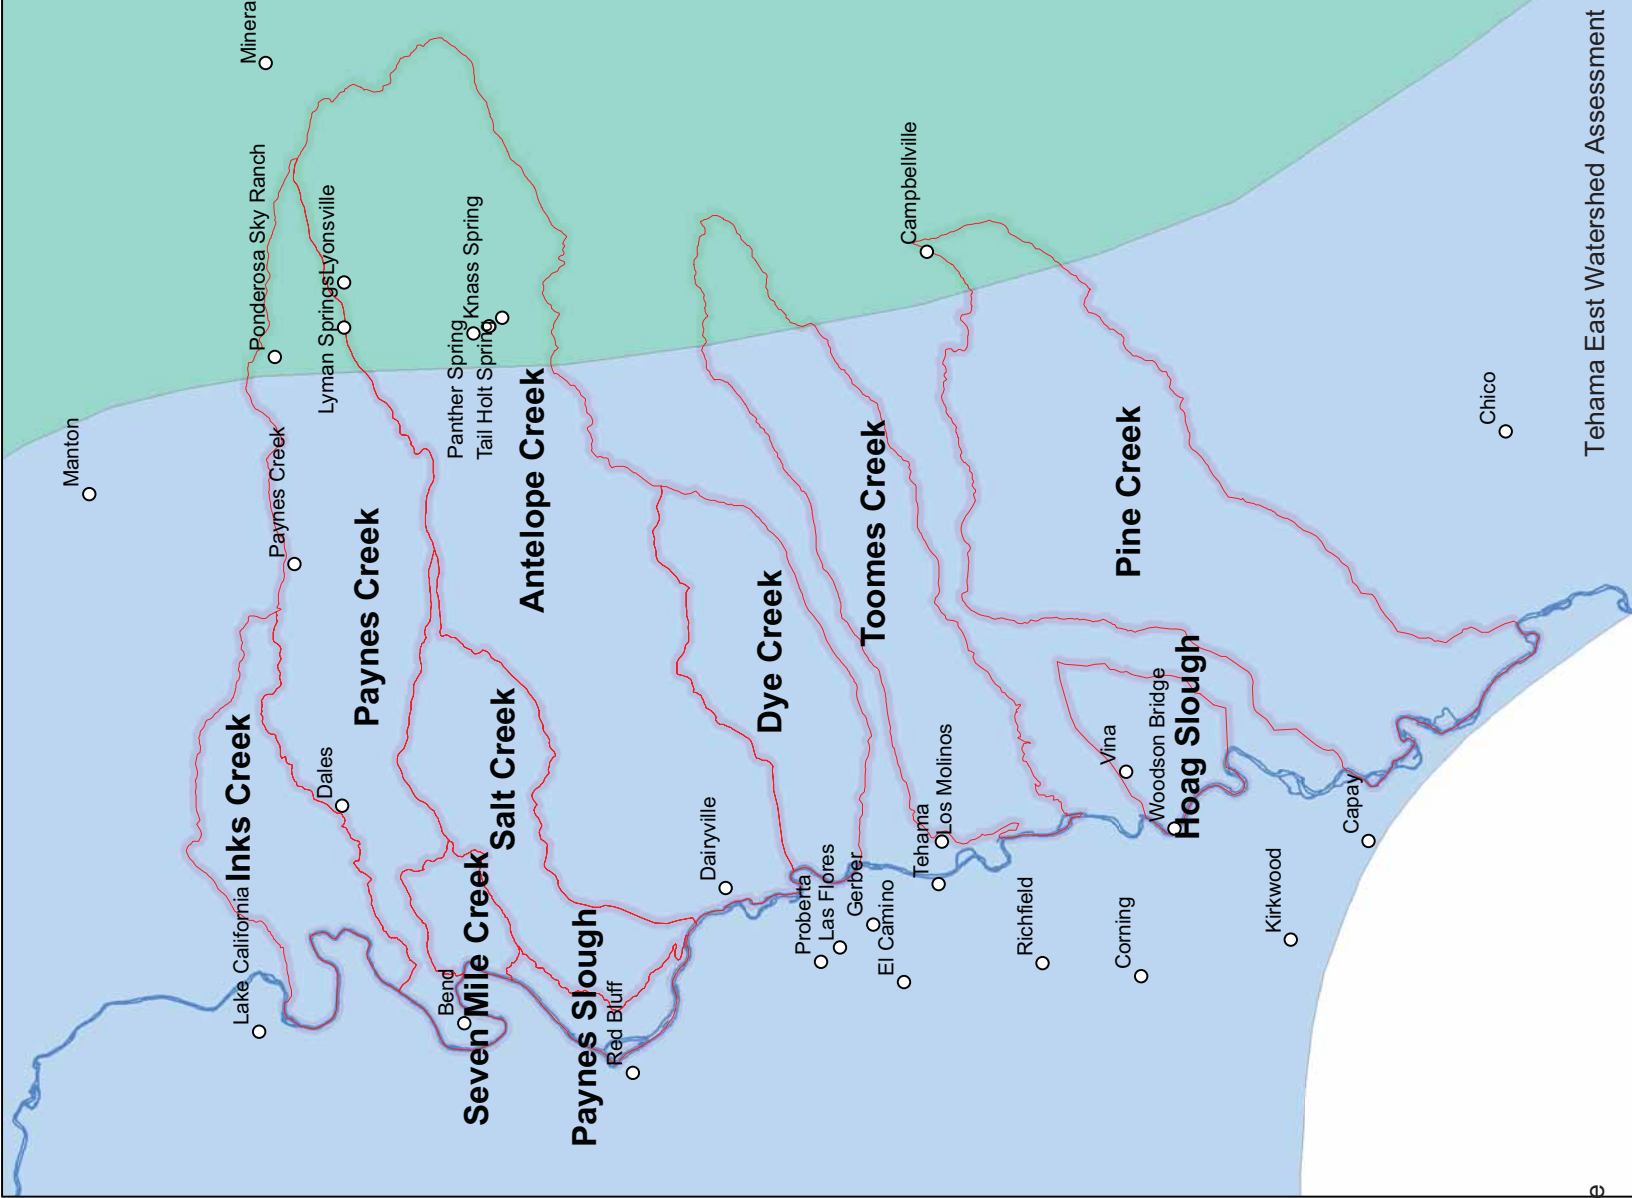 Minera
Manton
Ponderosa Sky Ranch
Lyonsville
Lyman Springs
Knass Spring
Panther Spring
Tail Holt Spring
Campbellville
Paynes Creek
Paynes Creek
Antelope Creek
Toomes Creek
Pine Creek
Chico
Dye Creek
Inks Creek
Dales
Salt Creek
Hoag Slough
Woodson Bridge
Vina
Los Molinos
Tehama
Dairyville
Capay
Lake California
Seven Mile Creek
Bend
Paynes Slough
Red Bluff
Proberta
Las Flores
Gerber
El Camino
Richfield
Corning
Kirkwood
Tehama East Watershed Assessment
e